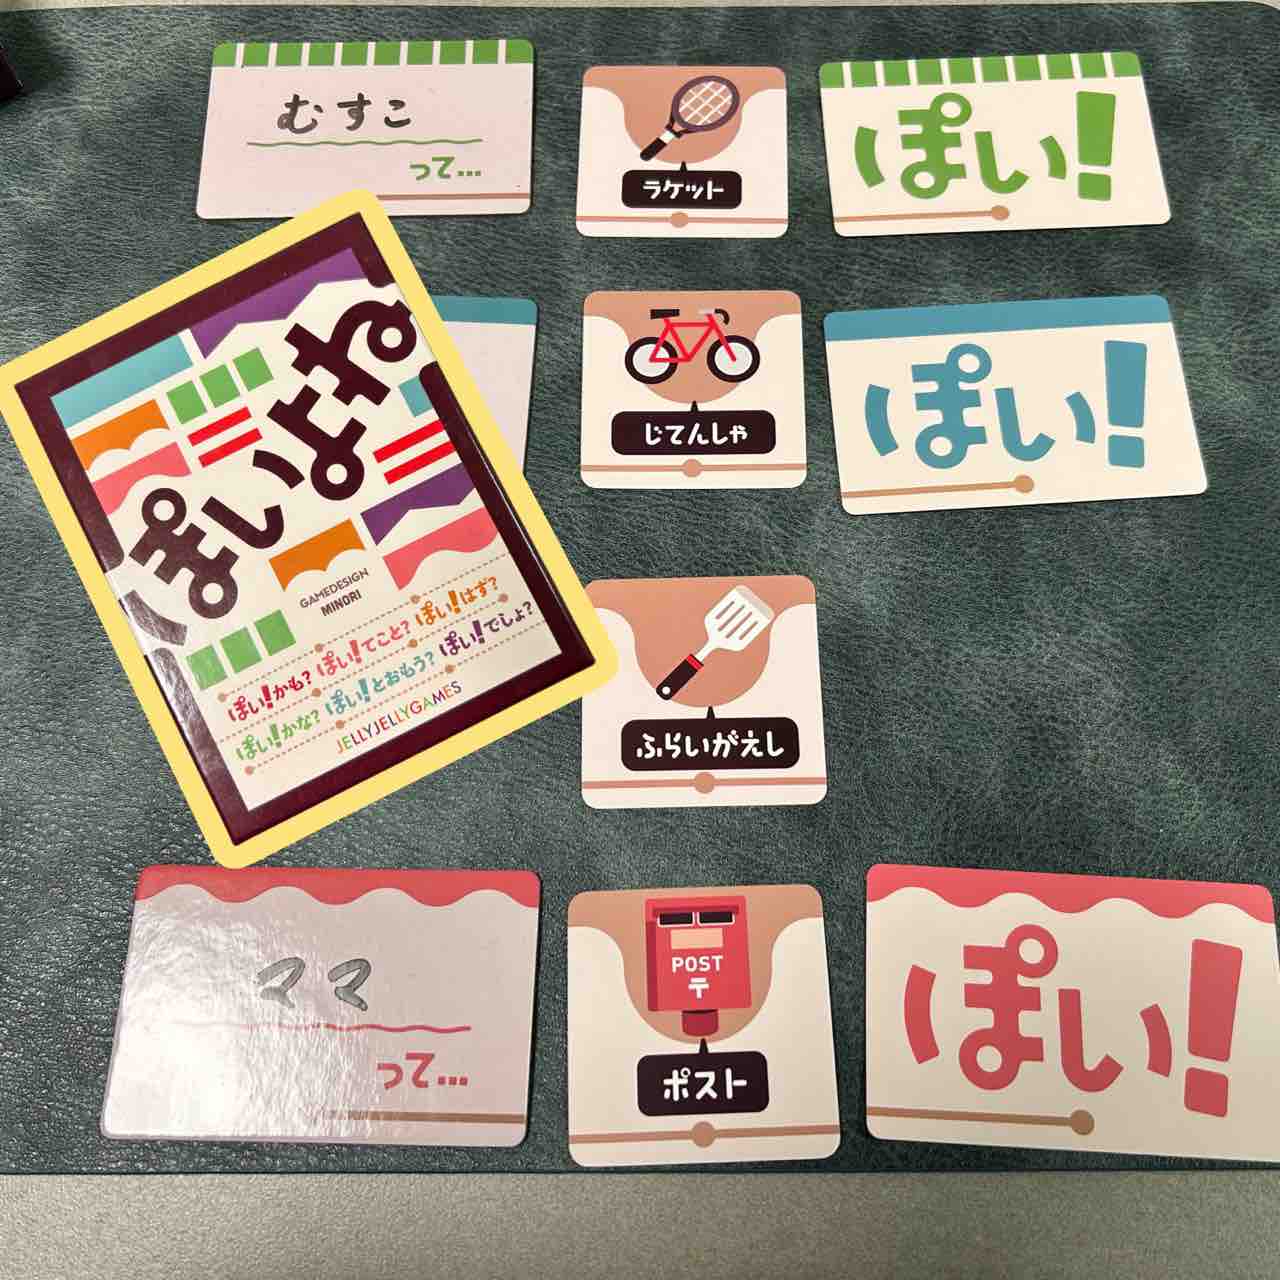 むすこ
って…
ラケット
ぽい!
じてんしゃ
ぽい!
ぽいよね
GAMEDESIGN
MINORI
ぽい!かも? ぽい!てこと? ぽい!はず?
ぽい!かな? ぽい!とおもう? ぽい!でしょ?
JELLYJELLYGAMES
ふらいがえし
ママ
って…
POST
〒
ポスト
ぽい!